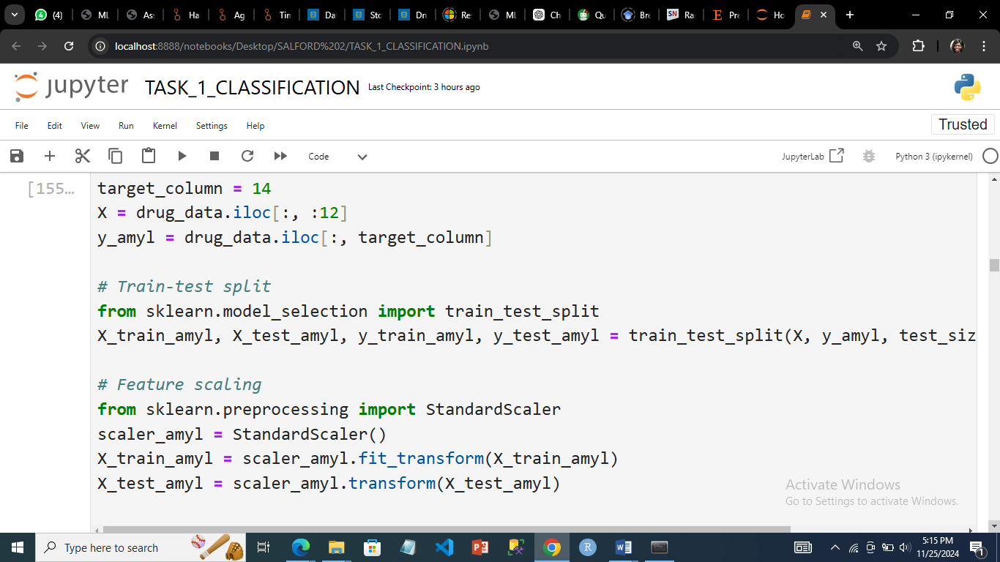 (4)
ML
Ass
Ha
Ag
Tin
Da
Sto
Dru
Re
ML
Ch
Qu
Bre
SN
Ra
E
Pre
Ho
localhost:8888/notebooks/Desktop/SALFORD%202/TASK_1_CLASSIFICATION.ipynb
jupyter TASK_1_CLASSIFICATION Last Checkpoint: 3 hours ago
File Edit View Run Kernel Settings Help Trusted
Code JupyterLab Python 3 (ipykernel)
[155…
target_column = 14
X = drug_data.iloc[:, :12]
y_amyl = drug_data.iloc[:, target_column]
# Train-test split
from sklearn.model_selection import train_test_split
X_train_amyl, X_test_amyl, y_train_amyl, y_test_amyl = train_test_split(X, y_amyl, test_siz
# Feature scaling
from sklearn.preprocessing import StandardScaler
scaler_amyl = StandardScaler()
X_train_amyl = scaler_amyl.fit_transform(X_train_amyl)
X_test_amyl = scaler_amyl.transform(X_test_amyl)
Activate Windows
Go to Settings to activate Windows.
Type here to search
R
5:15 PM
11/25/2024
1